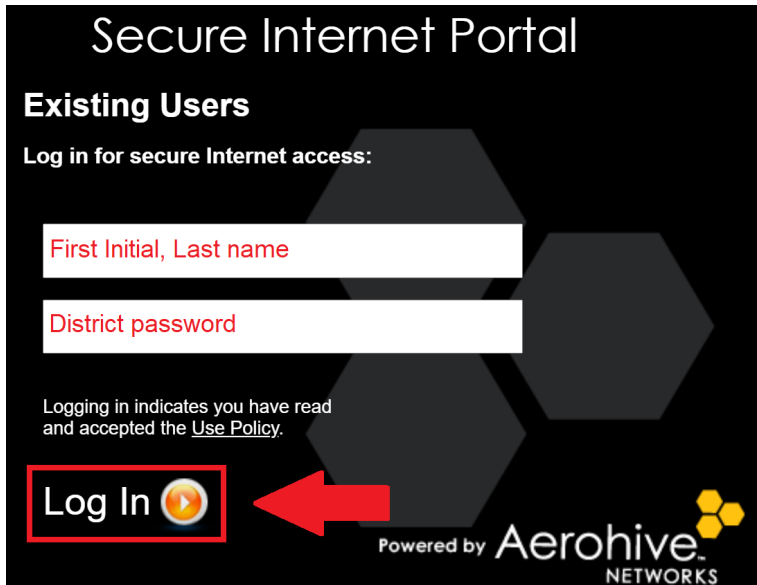 Secure Internet Portal
Existing Users
Log in for secure Internet access:
First Initial, Last name
District password
Logging in indicates you have read
and accepted the Use Policy.
Log In
Powered by Aerohive™
NETWORKS